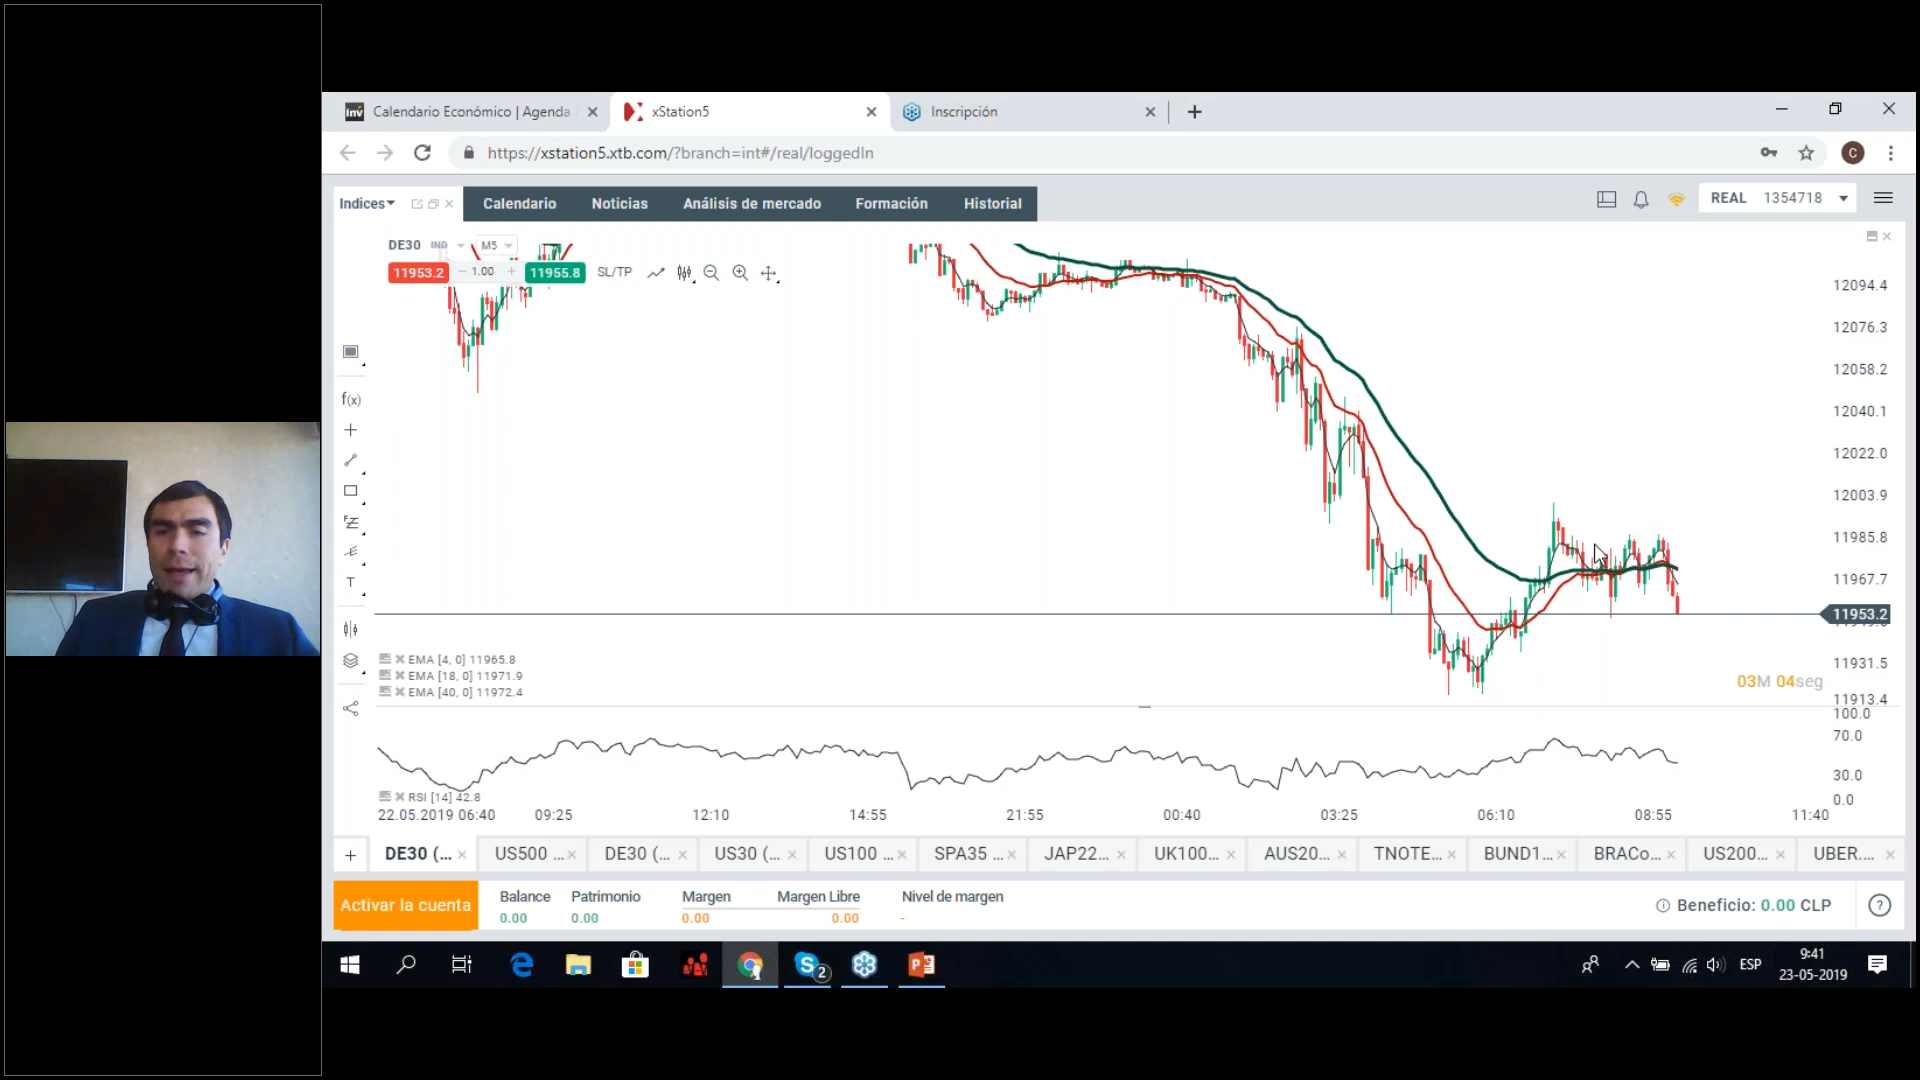 Calendario Económico | Agenda
xStation5
Inscripción
https://xstation5.xtb.com/?branch=int#/real/loggedIn
C
Indices
Calendario
Noticias
Análisis de mercado
Formación
Historial
REAL 1354718
DE30 IND M5
11953.2 − 1.00 + 11955.8 SL/TP
f(x)
T
12094.4
12076.3
12058.2
12040.1
12022.0
12003.9
11985.8
11967.7
11953.2
11931.5
11913.4
03M 04seg
EMA [4, 0] 11965.8
EMA [18, 0] 11971.9
EMA [40, 0] 11972.4
100.0
70.0
30.0
0.0
RSI [14] 42.8
22.05.2019 06:40 09:25 12:10 14:55 21:55 00:40 03:25 06:10 08:55 11:40
DE30 (... US500 ... DE30 (... US30 (... US100 ... SPA35 ... JAP22... UK100... AUS20... TNOTE... BUND1... BRACo... US200... UBER....
Activar la cuenta
Balance Patrimonio Margen Margen Libre Nivel de margen
0.00 0.00 0.00 0.00 -
Beneficio: 0.00 CLP
2
ESP
9:41
23-05-2019